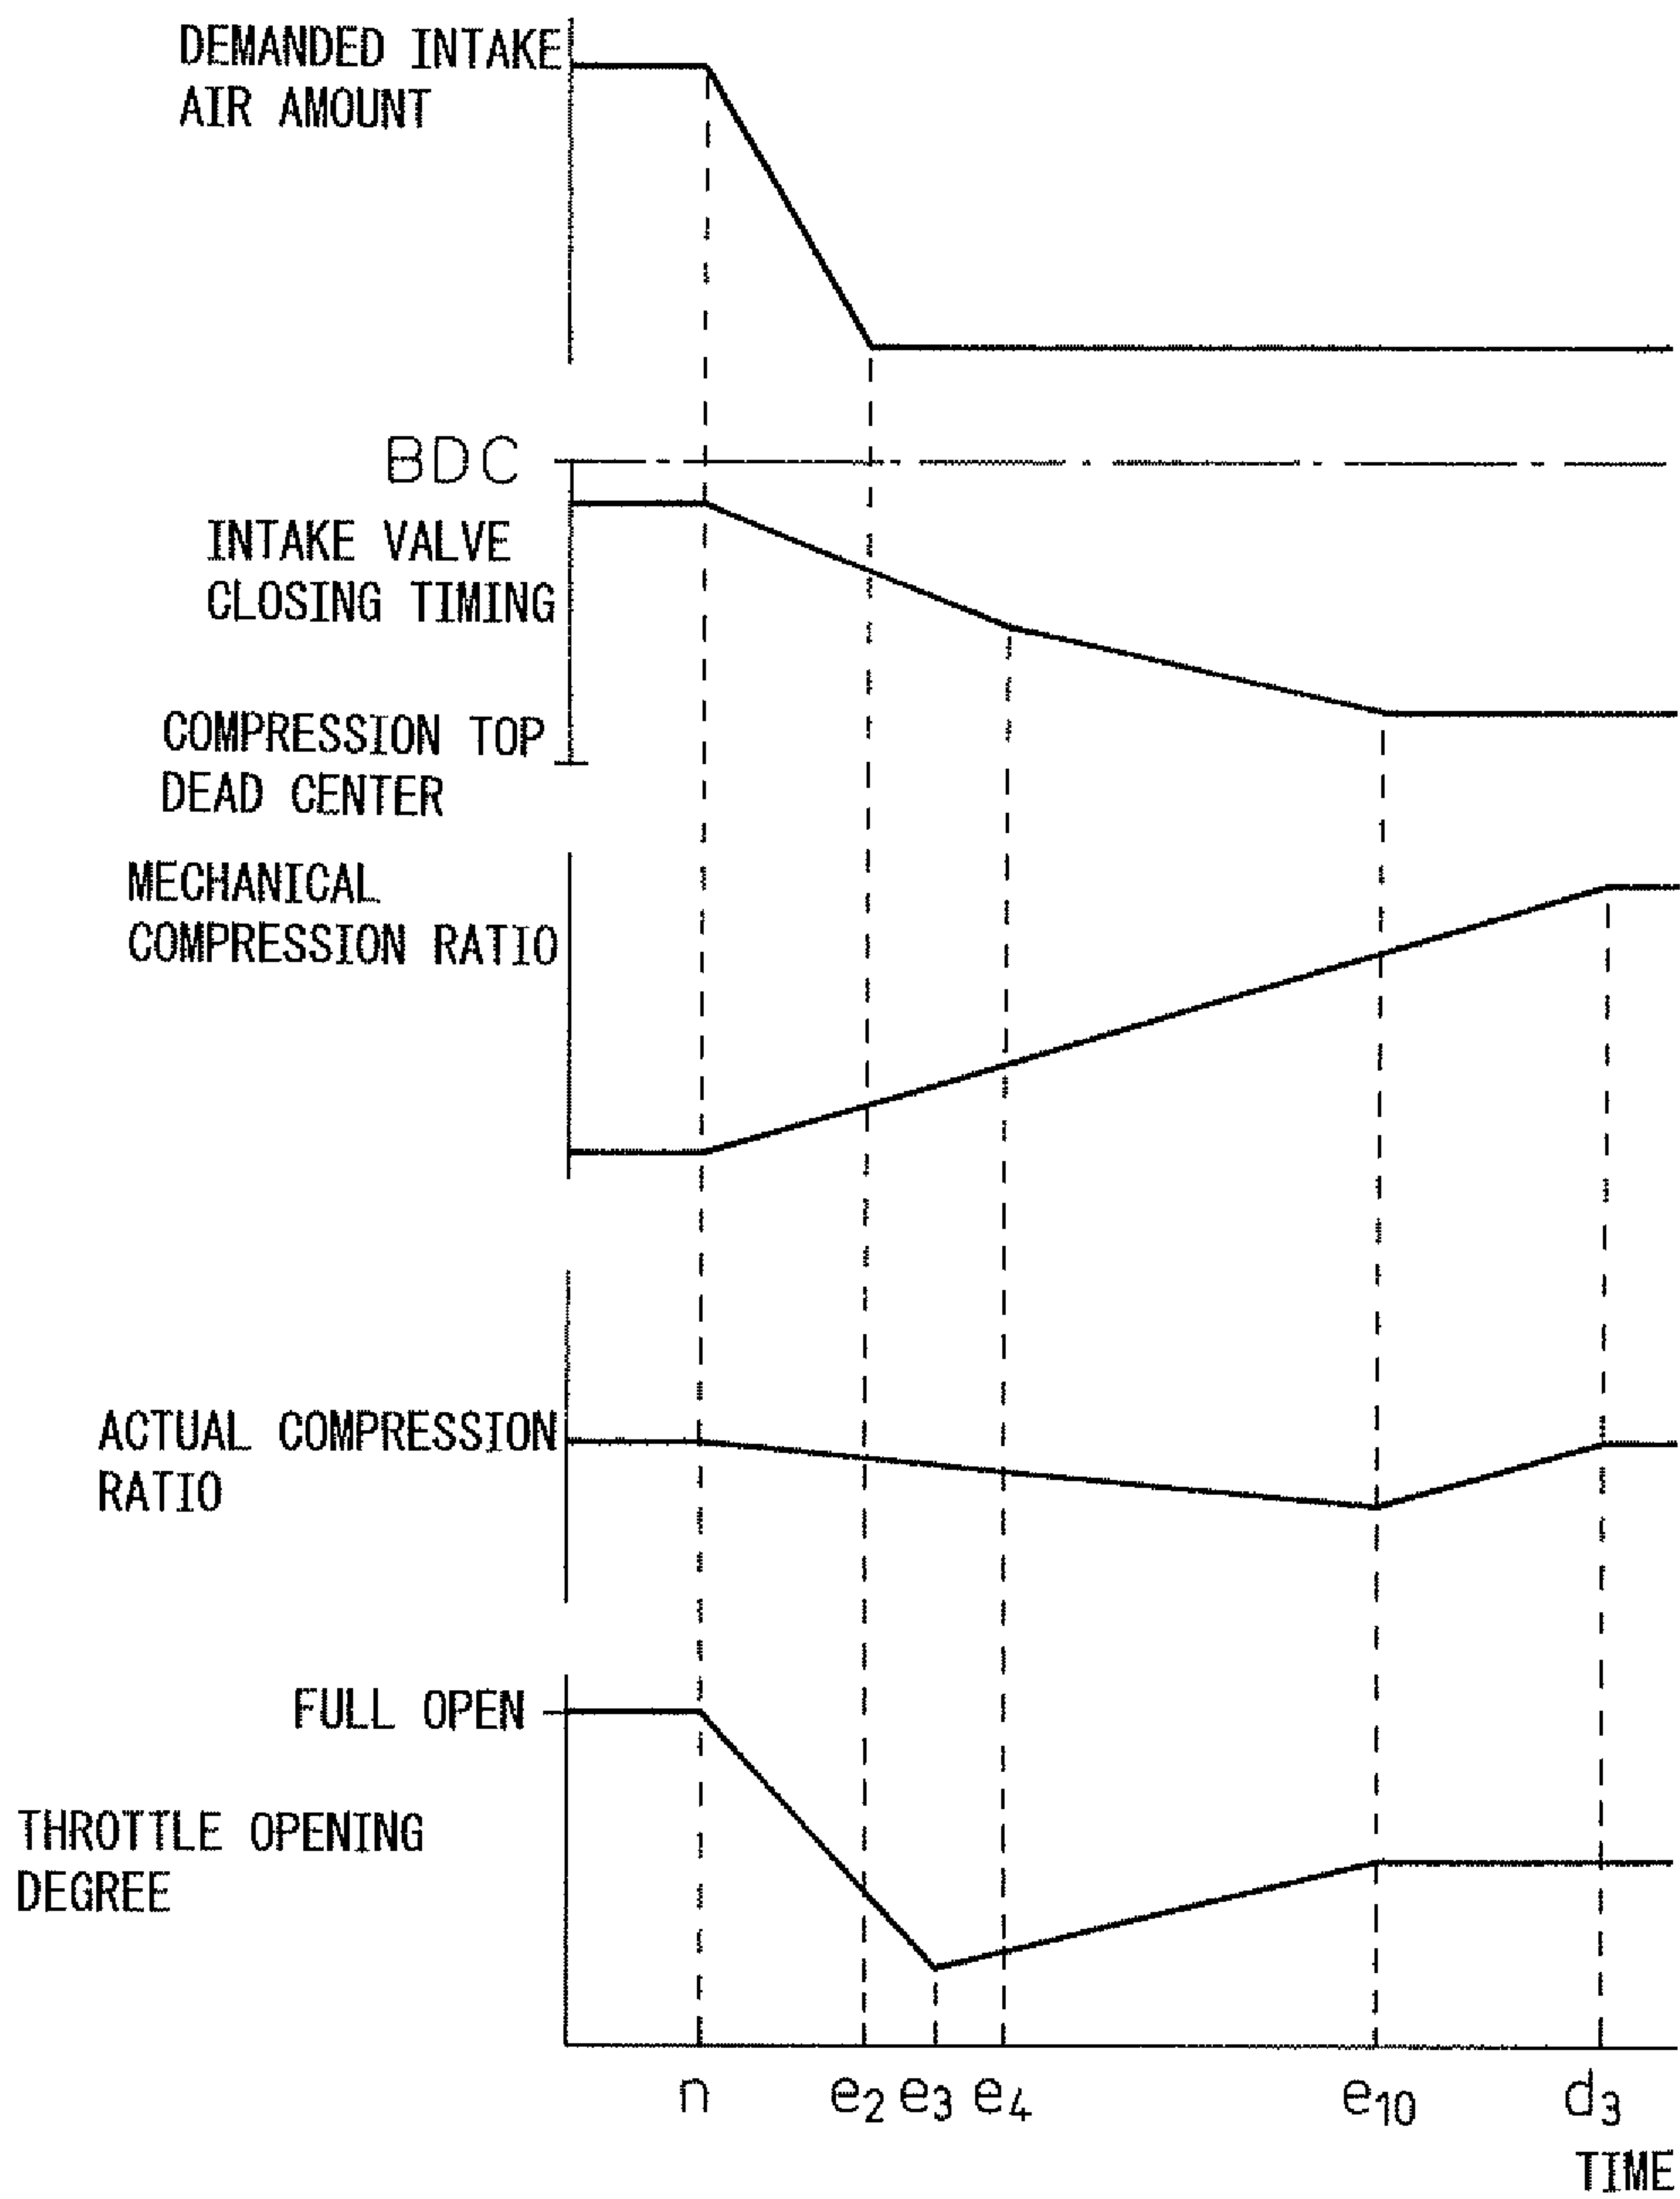 DEMANDED INTAKE
AIR AMOUNT
BDC
INTAKE VALVE
CLOSING TIMING
COMPRESSION TOP
DEAD CENTER
MECHANICAL
COMPRESSION RATIO
ACTUAL COMPRESSION
RATIO
FULL OPEN
THROTTLE OPENING
DEGREE
n e2 e3 e4 e10 d3
TIME